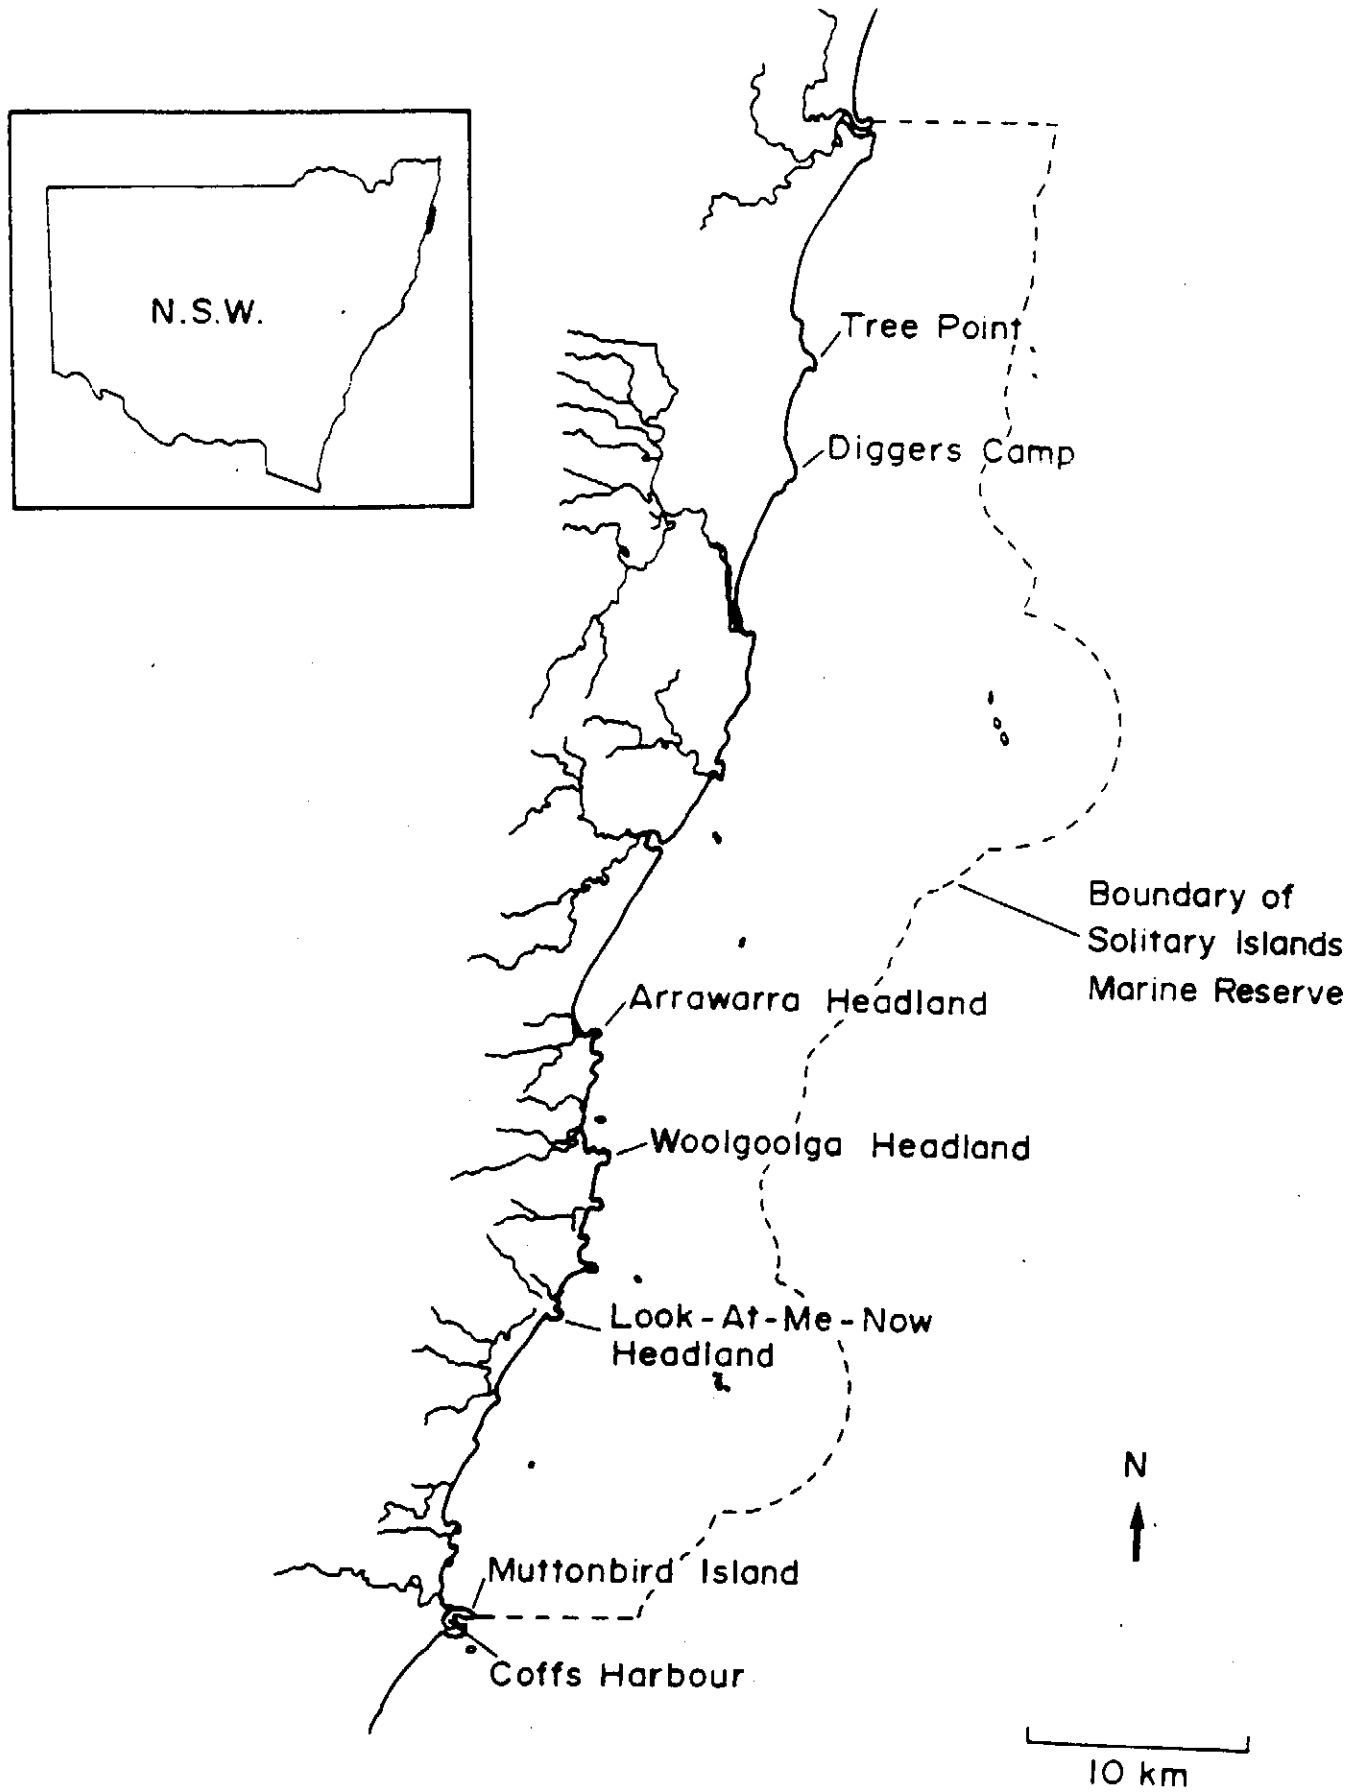 N.S.W.
Tree Point
Diggers Camp
Boundary of
Solitary Islands
Marine Reserve
Arrawarra Headland
Woolgoolga Headland
Look-At-Me-Now
Headland
N
Muttonbird Island
Coffs Harbour
10 km